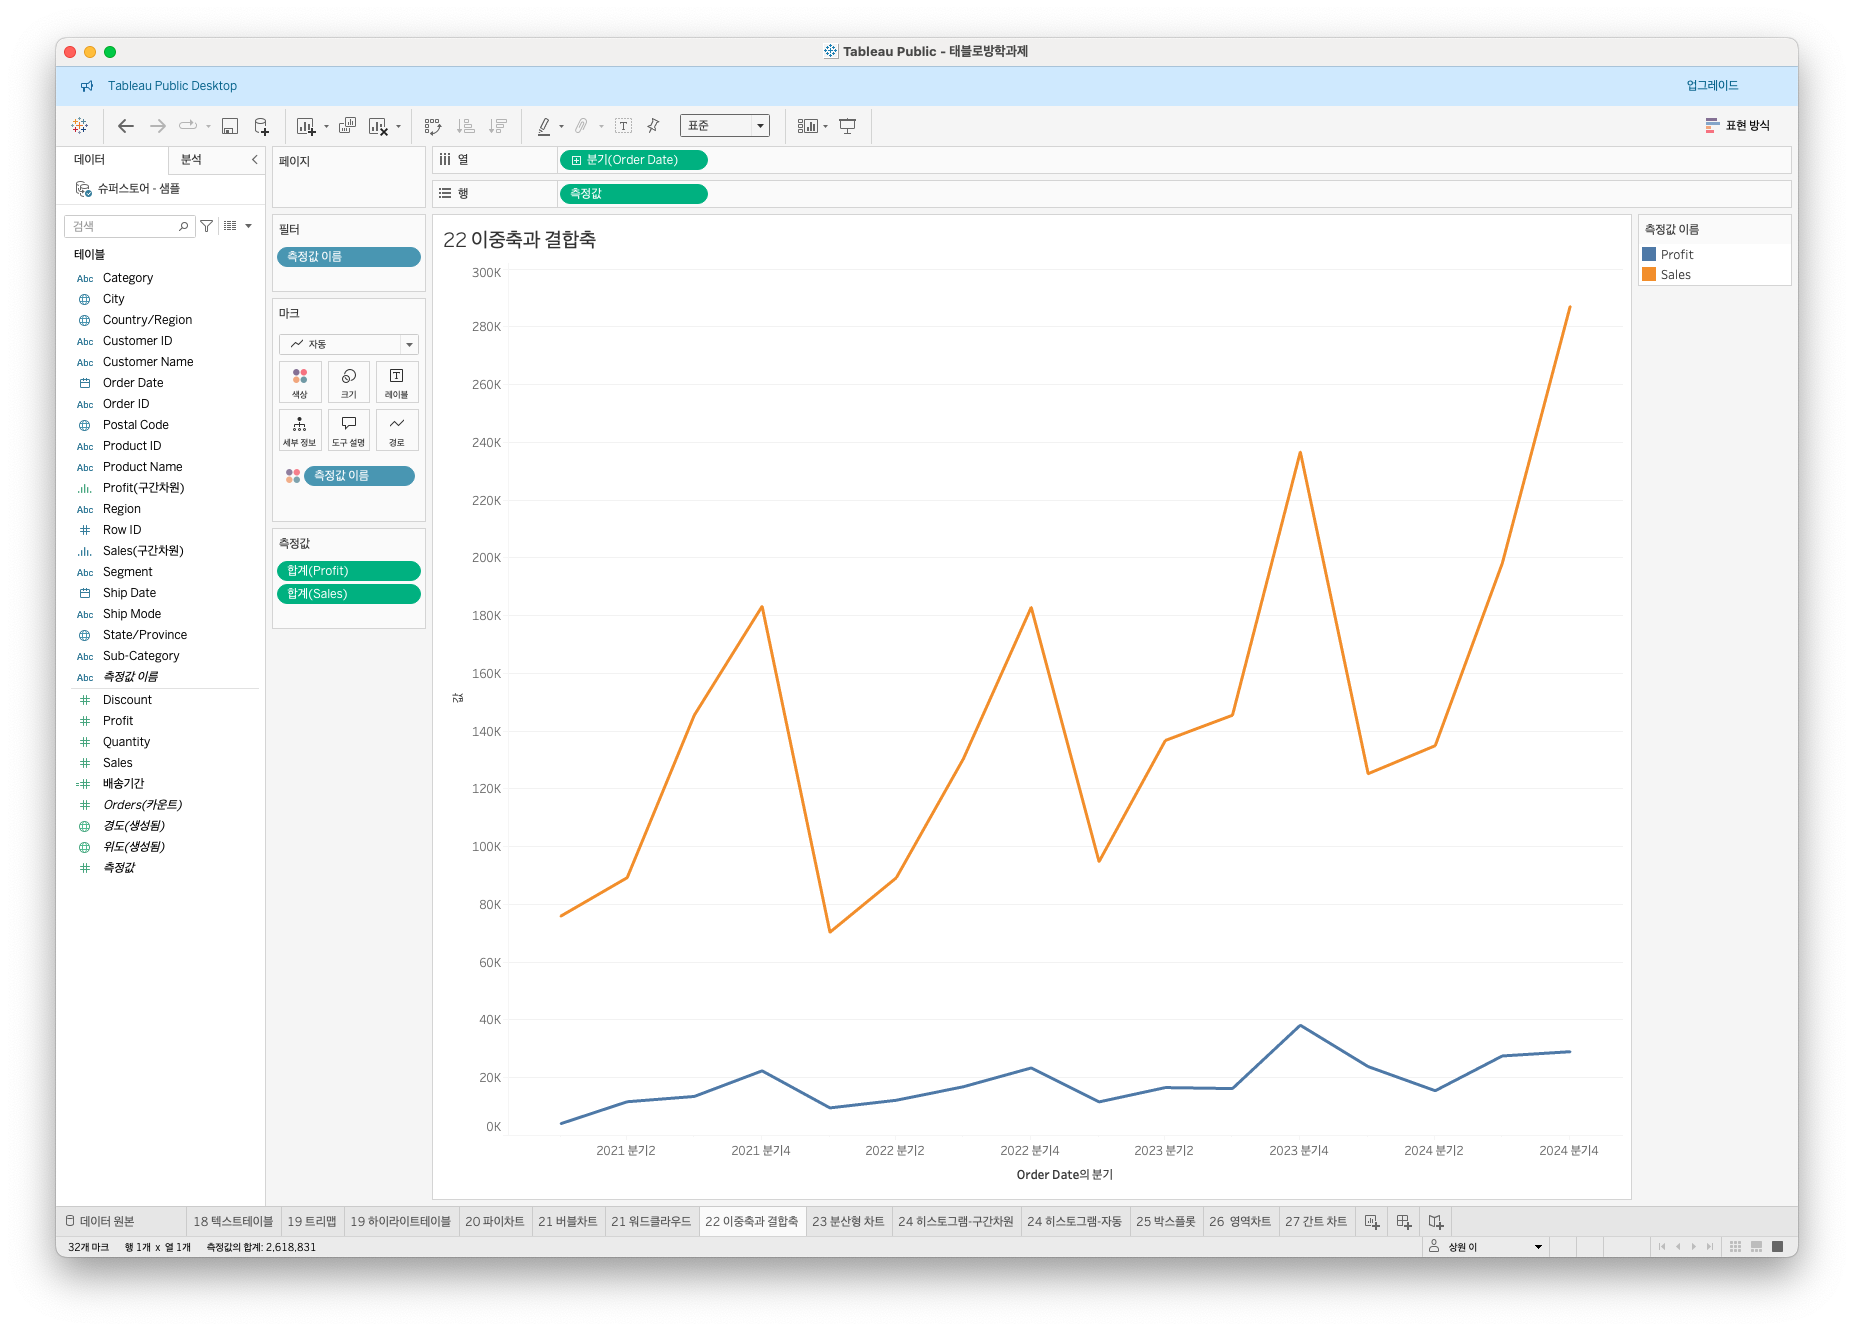 Tableau Public - 태블로방학과제
Tableau Public Desktop
업그레이드
표준
표현 방식
데이터
분석
슈퍼스토어 - 샘플
검색
테이블
Abc Category
City
Country/Region
Abc Customer ID
Abc Customer Name
Order Date
Abc Order ID
Postal Code
Abc Product ID
Abc Product Name
Profit(구간차원)
Abc Region
Row ID
Sales(구간차원)
Abc Segment
Ship Date
Abc Ship Mode
State/Province
Abc Sub-Category
Abc 측정값 이름
Discount
Profit
Quantity
Sales
배송기간
Orders(카운트)
경도(생성됨)
위도(생성됨)
측정값
페이지
필터
측정값 이름
마크
자동
색상
크기
레이블
세부 정보
도구 설명
경로
측정값 이름
측정값
합계(Profit)
합계(Sales)
열
분기(Order Date)
행
측정값
22 이중축과 결합축
300K
280K
260K
240K
220K
200K
180K
160K
140K
120K
100K
80K
60K
40K
20K
0K
값
2021 분기2
2021 분기4
2022 분기2
2022 분기4
2023 분기2
2023 분기4
2024 분기2
2024 분기4
Order Date의 분기
측정값 이름
Profit
Sales
데이터 원본
18 텍스트테이블
19 트리맵
19 하이라이트테이블
20 파이차트
21 버블차트
21 워드클라우드
22 이중축과 결합축
23 분산형 차트
24 히스토그램-구간차원
24 히스토그램-자동
25 박스플롯
26 영역차트
27 간트 차트
32개 마크
행 1개 x 열 1개
측정값의 합계: 2,618,831
상원 이